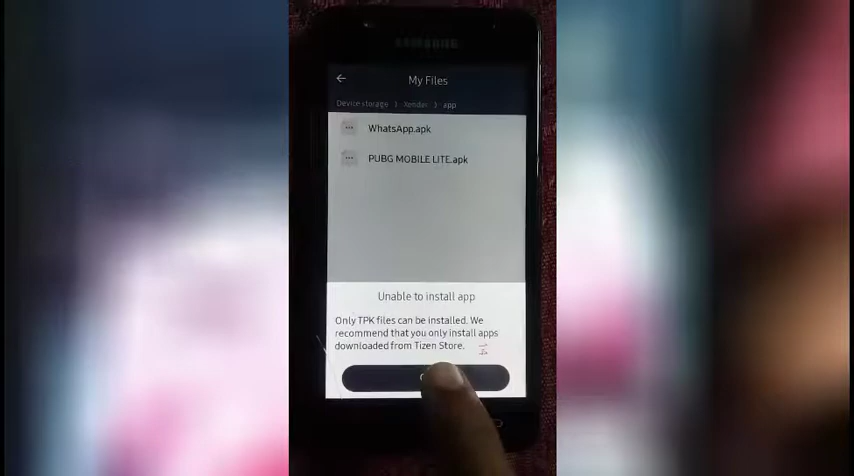 SAMSUNG
My Files
Device storage > Xender > app
WhatsApp.apk
PUBG MOBILE LITE.apk
Unable to install app
Only TPK files can be installed. We
recommend that you only install apps
downloaded from Tizen Store.